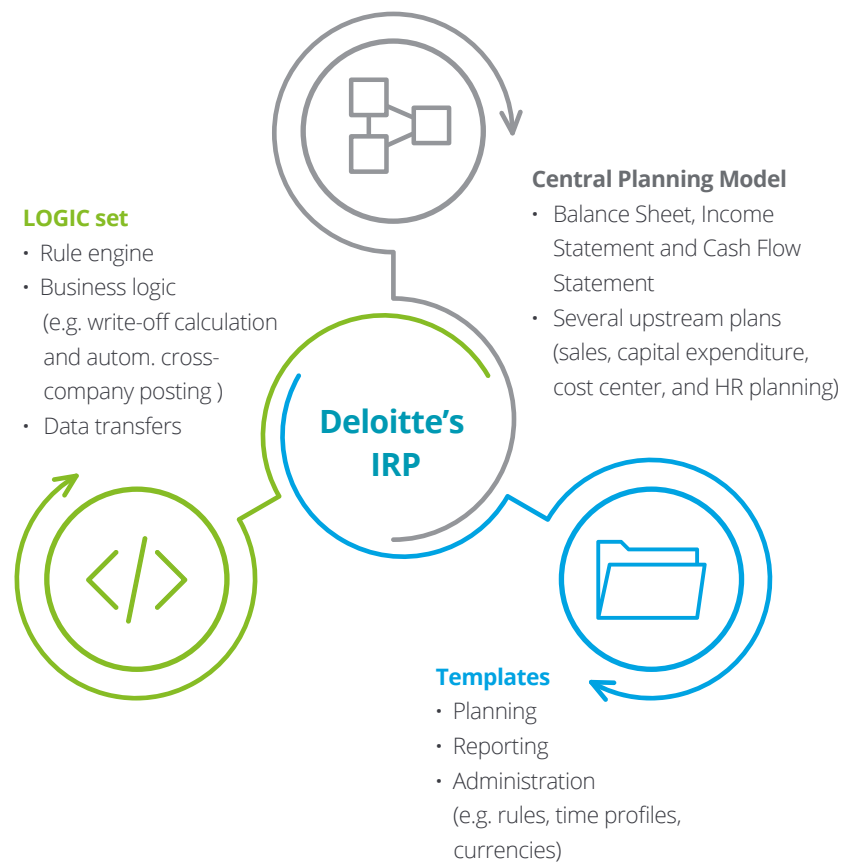 Central Planning Model
• Balance Sheet, Income
Statement and Cash Flow
Statement
• Several upstream plans
(sales, capital expenditure,
cost center, and HR planning)
LOGIC set
• Rule engine
• Business logic
(e.g. write-off calculation
and autom. cross-
company posting )
• Data transfers
Deloitte’s
IRP
</>
Templates
• Planning
• Reporting
• Administration
(e.g. rules, time profiles,
currencies)